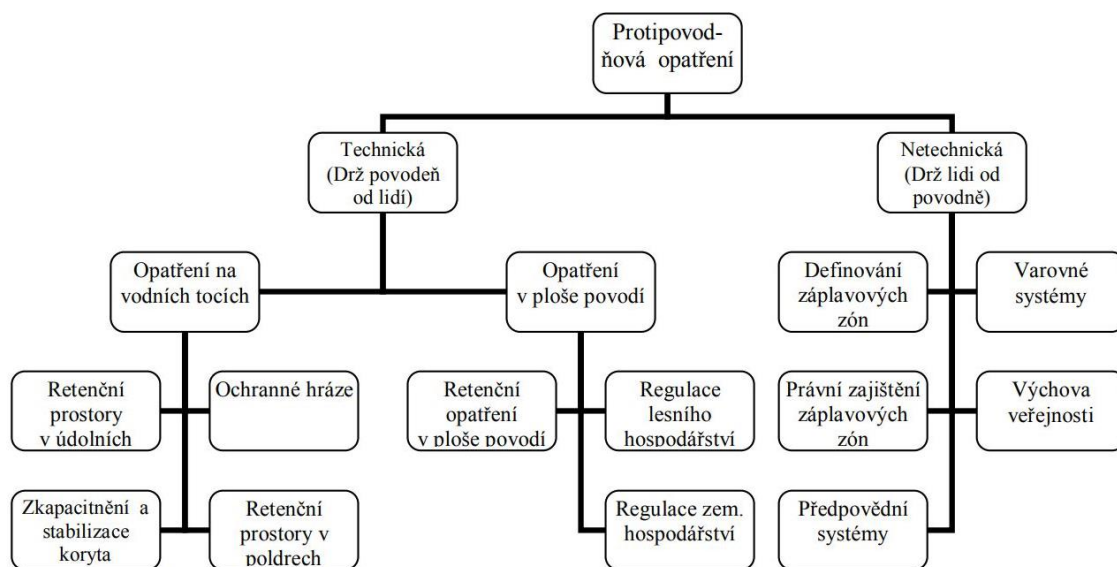 Protipovod-
ňová opatření
Technická
(Drž povodeň
od lidí)
Netechnická
(Drž lidi od
povodně)
Opatření na
vodních tocích
Opatření
v ploše povodí
Definování
záplavových
zón
Varovné
systémy
Retenční
prostory
v údolních
Ochranné hráze
Retenční
opatření
v ploše povodí
Regulace
lesního
hospodářství
Právní zajištění
záplavových
zón
Výchova
veřejnosti
Zkapacitnění a
stabilizace
koryta
Retenční
prostory v
poldrech
Regulace zem.
hospodářství
Předpovědní
systémy